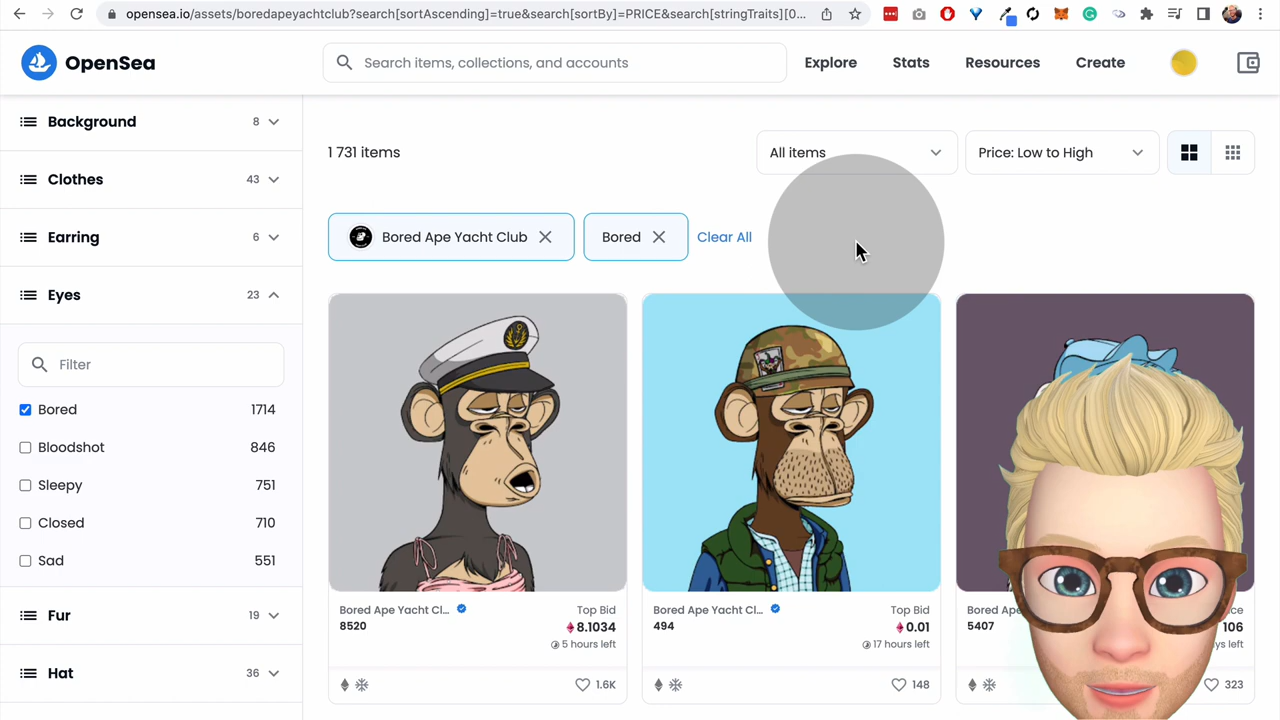 opensea.io/assets/boredapeyachtclub?search[sortAscending]=true&search[sortBy]=PRICE&search[stringTraits][0...
OpenSea
Search items, collections, and accounts
Explore
Stats
Resources
Create
Background 8
Clothes 43
Earring 6
Eyes 23
Filter
Bored 1714
Bloodshot 846
Sleepy 751
Closed 710
Sad 551
Fur 19
Hat 36
1 731 items
All items
Price: Low to High
Bored Ape Yacht Club
Bored
Clear All
Bored Ape Yacht Cl... Top Bid
8520 8.1034
5 hours left
1.6K
Bored Ape Yacht Cl... Top Bid
494 0.01
17 hours left
148
Bored Ap
5407 106
left
323